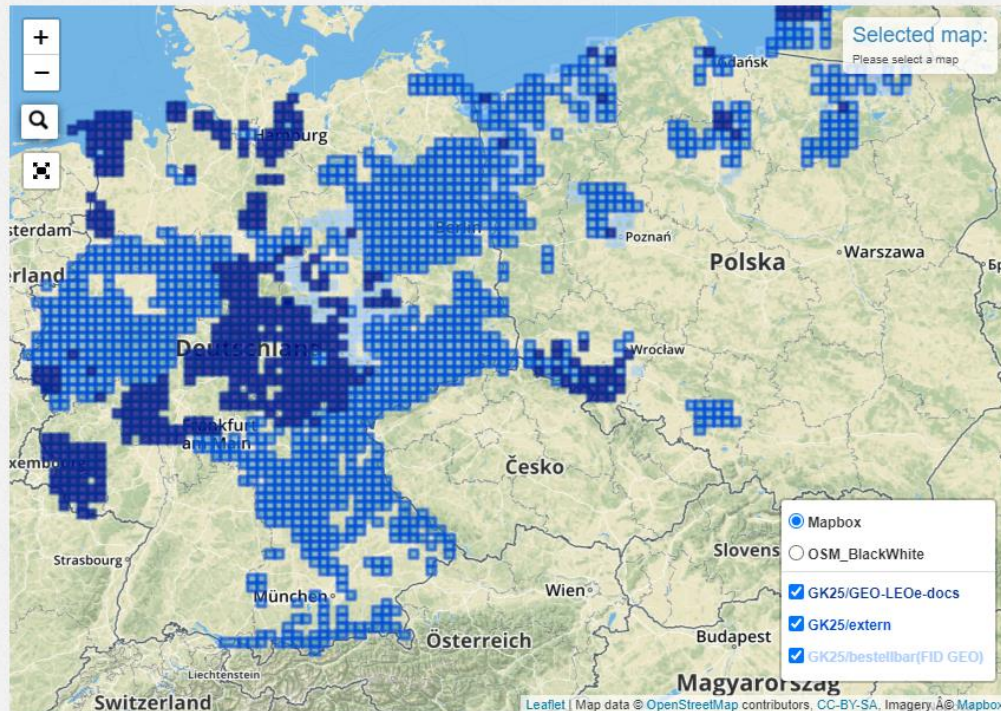 +
−
Selected map:
Please select a map
Gdańsk
Hamburg
sterdam
Berlin
Poznań
Polska
Warszawa
erland
Deutschland
Wrocław
Frankfurt
am Main
xembourg
Česko
Strasbourg
München
Wien
Slovens
Österreich
Budapest
Liechtenstein
Switzerland
Magyarország
Mapbox
OSM_BlackWhite
GK25/GEO-LEOe-docs
GK25/extern
GK25/bestellbar(FID GEO)
Leaflet | Map data © OpenStreetMap contributors, CC-BY-SA, Imagery Â© Mapbox